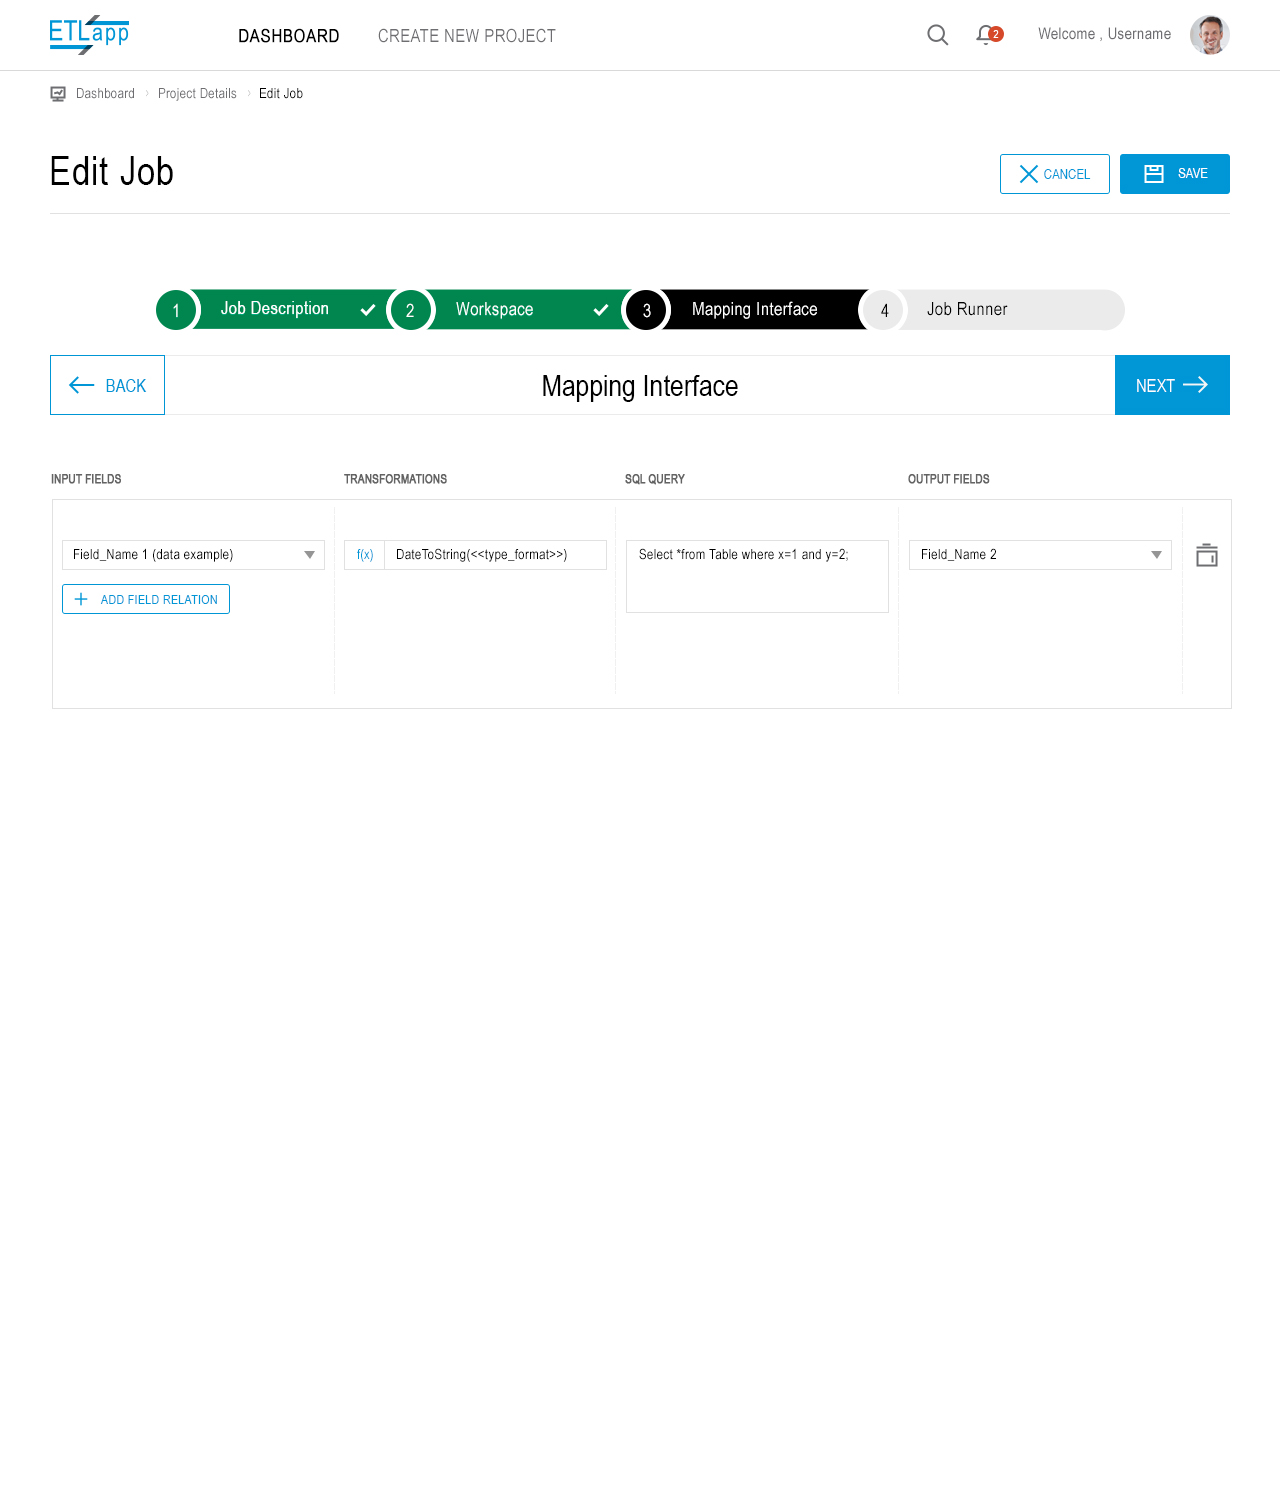 ETLapp
DASHBOARD
CREATE NEW PROJECT
2
Welcome , Username
Dashboard › Project Details › Edit Job
Edit Job
CANCEL
SAVE
1 Job Description
2 Workspace
3 Mapping Interface
4 Job Runner
BACK
Mapping Interface
NEXT
INPUT FIELDS
TRANSFORMATIONS
SQL QUERY
OUTPUT FIELDS
Field_Name 1 (data example)
f(x) DateToString(<<type_format>>)
Select *from Table where x=1 and y=2;
Field_Name 2
ADD FIELD RELATION